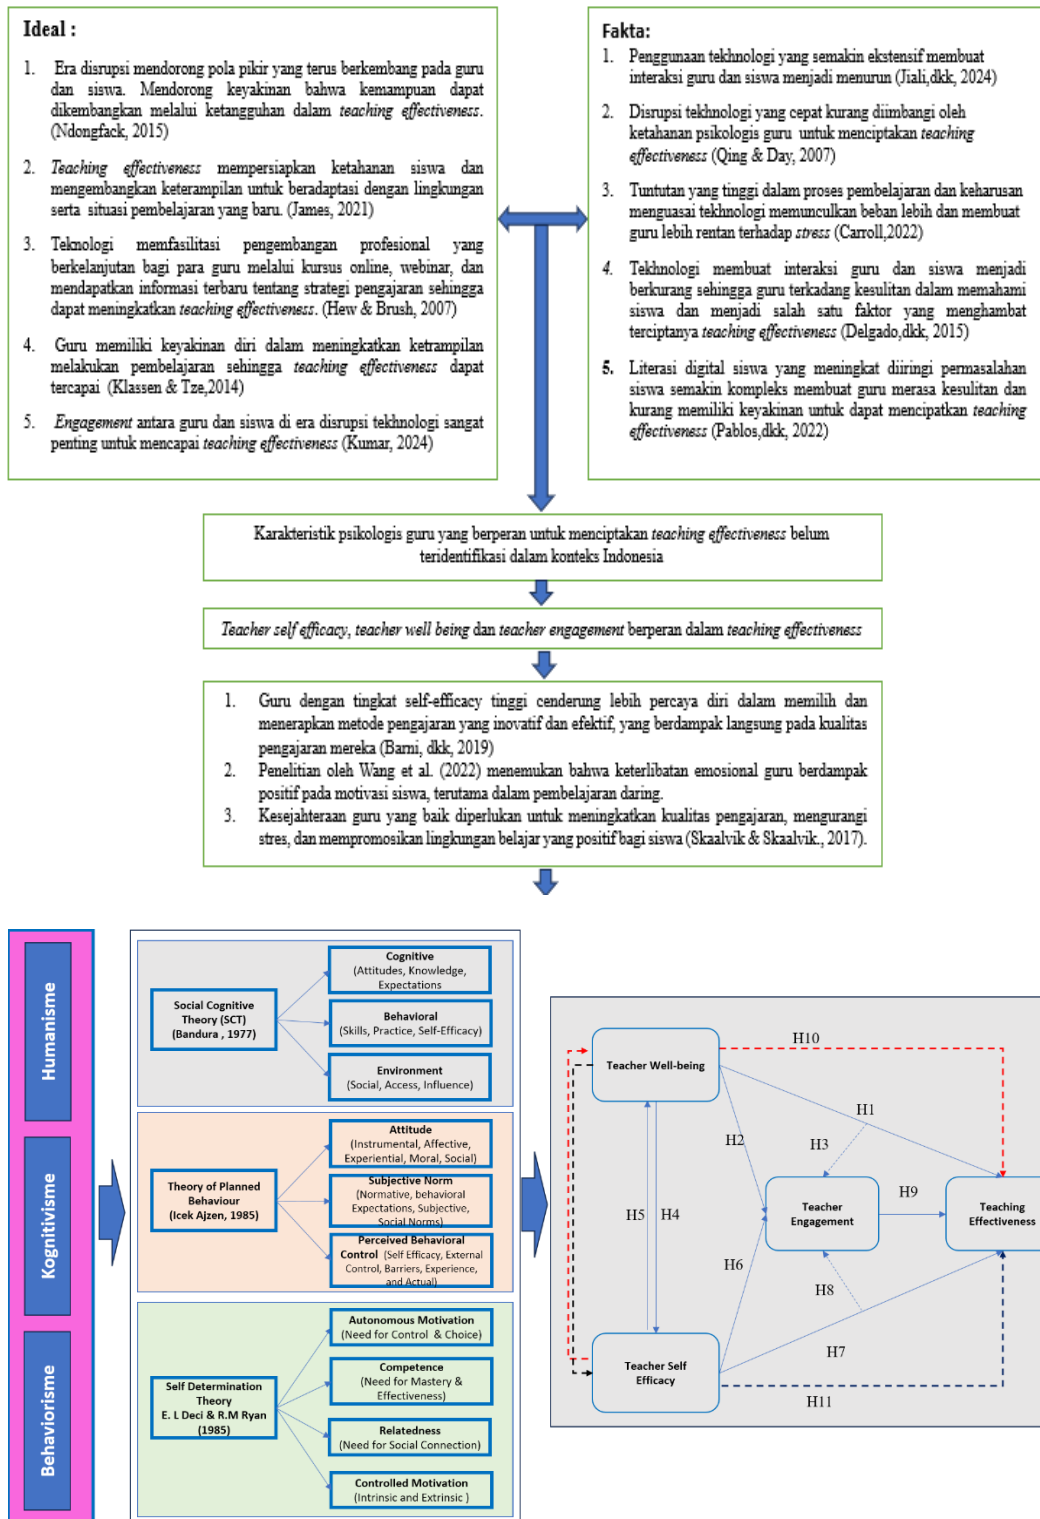 Ideal :
1. Era disrupsi mendorong pola pikir yang terus berkembang pada guru
dan siswa. Mendorong keyakinan bahwa kemampuan dapat
dikembangkan melalui ketangguhan dalam teaching effectiveness.
(Ndongfack, 2015)
2. Teaching effectiveness mempersiapkan ketahanan siswa dan
mengembangkan keterampilan untuk beradaptasi dengan lingkungan
serta situasi pembelajaran yang baru. (James, 2021)
3. Teknologi memfasilitasi pengembangan profesional yang
berkelanjutan bagi para guru melalui kursus online, webinar, dan
mendapatkan informasi terbaru tentang strategi pengajaran sehingga
dapat meningkatkan teaching effectiveness. (Hew & Brush, 2007)
4. Guru memiliki keyakinan diri dalam meningkatkan ketrampilan
melakukan pembelajaran sehingga teaching effectiveness dapat
tercapai (Klassen & Tze,2014)
5. Engagement antara guru dan siswa di era disrupsi tekhnologi sangat
penting untuk mencapai teaching effectiveness (Kumar, 2024)
Fakta:
1. Penggunaan tekhnologi yang semakin ekstensif membuat
interaksi guru dan siswa menjadi menurun (Jiali,dkk, 2024)
2. Disrupsi tekhnologi yang cepat kurang diimbangi oleh
ketahanan psikologis guru untuk menciptakan teaching
effectiveness (Qing & Day, 2007)
3. Tuntutan yang tinggi dalam proses pembelajaran dan keharusan
menguasai tekhnologi memunculkan beban lebih dan membuat
guru lebih rentan terhadap stress (Carroll,2022)
4. Tekhnologi membuat interaksi guru dan siswa menjadi
berkurang sehingga guru terkadang kesulitan dalam memahami
siswa dan menjadi salah satu faktor yang menghambat
terciptanya teaching effectiveness (Delgado,dkk, 2015)
5. Literasi digital siswa yang meningkat diiringi permasalahan
siswa semakin kompleks membuat guru merasa kesulitan dan
kurang memiliki keyakinan untuk dapat mencipatkan teaching
effectiveness (Pablos,dkk, 2022)
Karakteristik psikologis guru yang berperan untuk menciptakan teaching effectiveness belum
teridentifikasi dalam konteks Indonesia
Teacher self efficacy, teacher well being dan teacher engagement berperan dalam teaching effectiveness
1. Guru dengan tingkat self-efficacy tinggi cenderung lebih percaya diri dalam memilih dan
menerapkan metode pengajaran yang inovatif dan efektif, yang berdampak langsung pada kualitas
pengajaran mereka (Barni, dkk, 2019)
2. Penelitian oleh Wang et al. (2022) menemukan bahwa keterlibatan emosional guru berdampak
positif pada motivasi siswa, terutama dalam pembelajaran daring.
3. Kesejahteraan guru yang baik diperlukan untuk meningkatkan kualitas pengajaran, mengurangi
stres, dan mempromosikan lingkungan belajar yang positif bagi siswa (Skaalvik & Skaalvik., 2017).
Humanisme
Kognitivisme
Behaviorisme
Social Cognitive
Theory (SCT)
(Bandura , 1977)
Cognitive
(Attitudes, Knowledge,
Expectations
Behavioral
(Skills, Practice, Self-Efficacy)
Environment
(Social, Access, Influence)
Theory of Planned
Behaviour
(Icek Ajzen, 1985)
Attitude
(Instrumental, Affective,
Experiential, Moral, Social)
Subjective Norm
(Normative, behavioral
Expectations, Subjective,
Social Norms)
Perceived Behavioral
Control (Self Efficacy, External
Control, Barriers, Experience,
and Actual)
Self Determination
Theory
E. L Deci & R.M Ryan
(1985)
Autonomous Motivation
(Need for Control & Choice)
Competence
(Need for Mastery &
Effectiveness)
Relatedness
(Need for Social Connection)
Controlled Motivation
(Intrinsic and Extrinsic )
Teacher Well-being
H10
H1
H2
H3
Teacher
Engagement
H9
Teaching
Effectiveness
H5
H4
H6
H8
H7
Teacher Self
Efficacy
H11